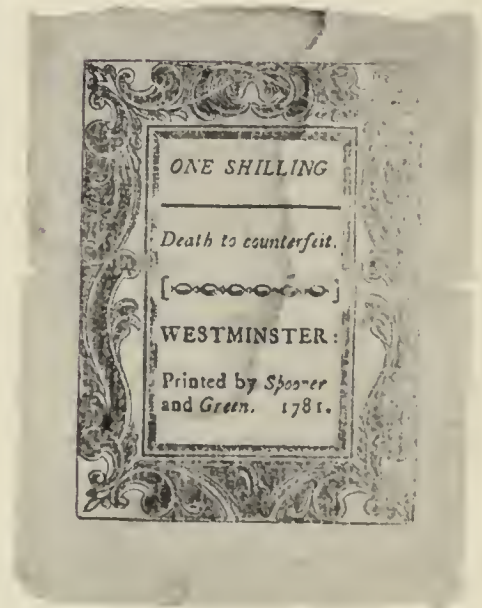 ONE SHILLING
Death to counterfeit.
WESTMINSTER:
Printed by Spooner
and Green. 1781.